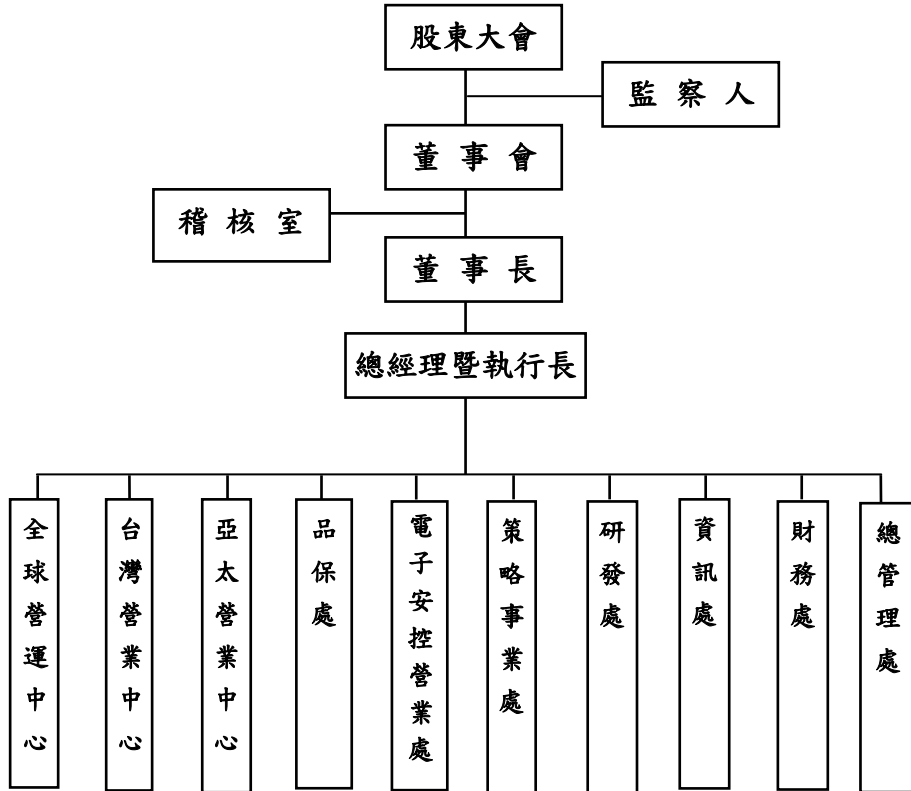 股東大會
監察人
董事會
稽核室
董事長
總經理暨執行長
全球營運中心
台灣營業中心
亞太營業中心
品保處
電子安控營業處
策略事業處
研發處
資訊處
財務處
總管理處